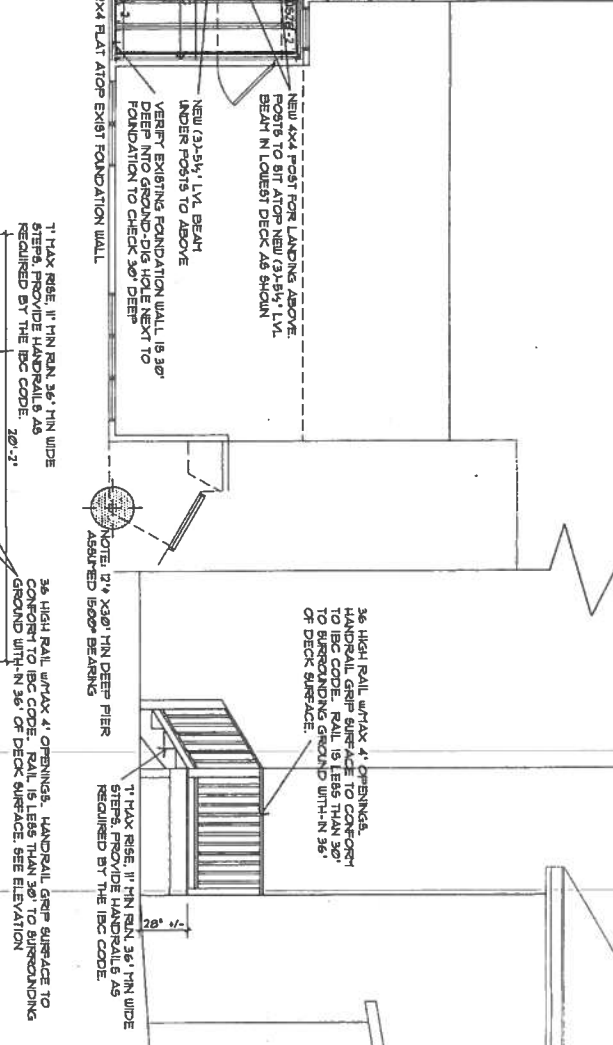 NEW 4X4 POST FOR LANDING ABOVE.
POSTS TO SIT ATOP NEW (3)-5½" LVL
BEAM IN LOWEST DECK AS SHOWN
NEW (3)-5½" LVL BEAM
UNDER POSTS TO ABOVE
VERIFY EXISTING FOUNDATION WALL IS 30"
DEEP INTO GROUND-DIG HOLE NEXT TO
FOUNDATION TO CHECK 30" DEEP
X4 FLAT ATOP EXIST FOUNDATION WALL
36 HIGH RAIL w/MAX 4" OPENINGS.
HANDRAIL GRIP SURFACE TO CONFORM
TO IBC CODE. RAIL IS LESS THAN 30"
TO SURROUNDING GROUND WITH-IN 36"
OF DECK SURFACE.
NOTE: 12"φ X30" MIN DEEP PIER
ASSUMED 1500# BEARING
7" MAX RISE, 11" MIN RUN. 36" MIN WIDE
STEPS. PROVIDE HANDRAILS AS
REQUIRED BY THE IBC CODE.
28" +/-
7" MAX RISE, 11" MIN RUN. 36" MIN WIDE
STEPS. PROVIDE HANDRAILS AS
REQUIRED BY THE IBC CODE.
20'-2"
36 HIGH RAIL w/MAX 4" OPENINGS. HANDRAIL GRIP SURFACE TO
CONFORM TO IBC CODE. RAIL IS LESS THAN 30" TO SURROUNDING
GROUND WITH-IN 36" OF DECK SURFACE. SEE ELEVATION